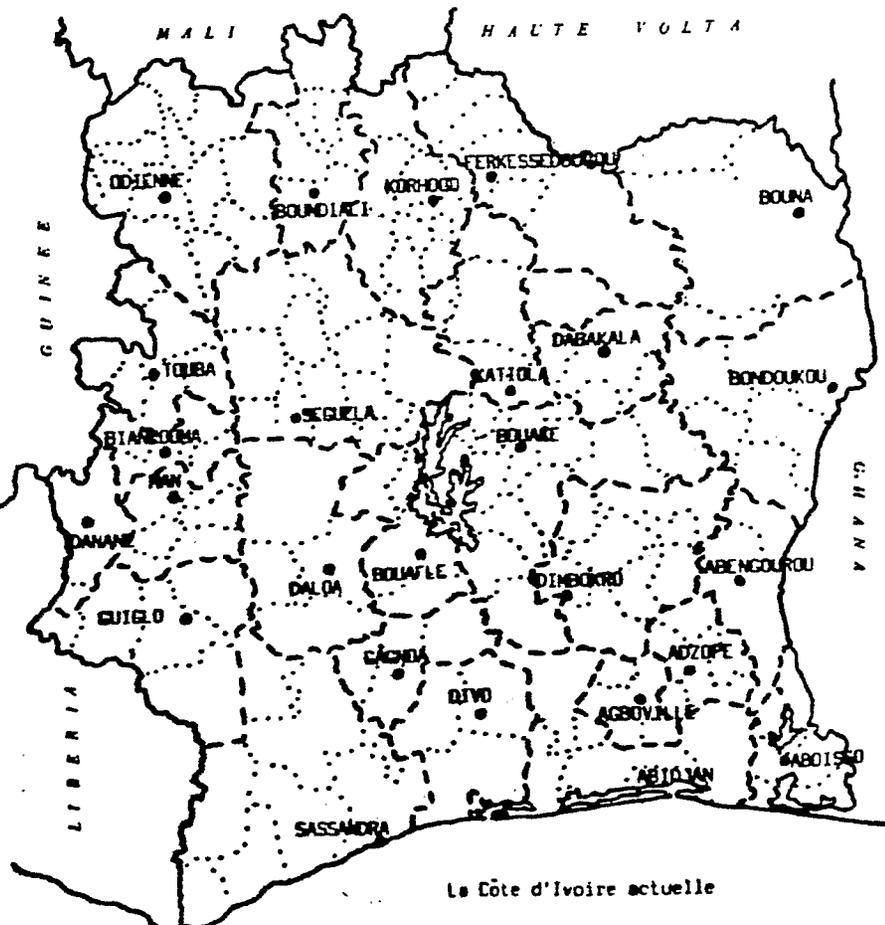 MALI
HAUTE VOLTA
FERKESSEDOUGOU
ODIENNE
KORHOGO
BOUNDIALI
BOUNA
GUINEE
DABAKALA
TOUBA
KATIOLA
BONDOUKOU
SEGUELA
BIANKOUMA
BOUAKE
MAN
GHANA
DANANE
ABENGOUROU
BOUAFLE
DIMBOKRO
DALOA
GUIGLO
GAGNOA
ADZOPE
DIVO
AGBOVILLE
LIBERIA
ABOISSO
ABIDJAN
SASSANDRA
La Côte d'Ivoire actuelle